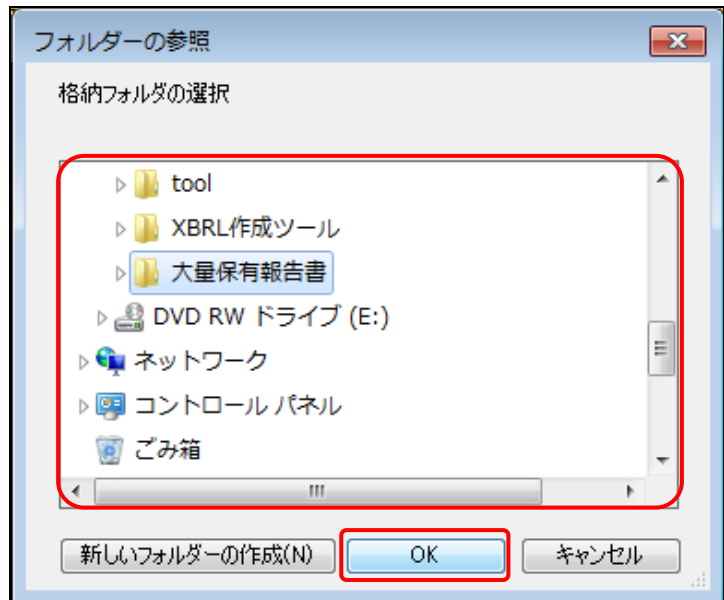 フォルダーの参照
格納フォルダの選択
tool
XBRL作成ツール
大量保有報告書
DVD RW ドライブ (E:)
ネットワーク
コントロール パネル
ごみ箱
新しいフォルダーの作成(N) OK キャンセル